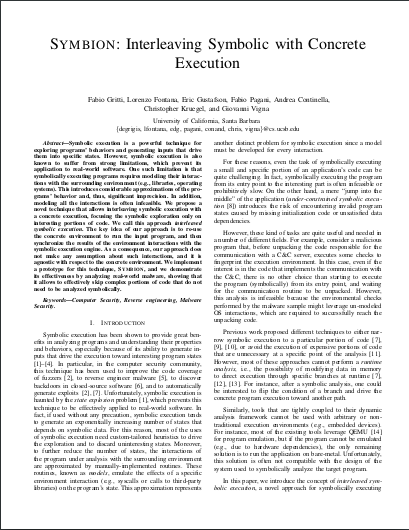 SYMBION: Interleaving Symbolic with Concrete
Execution
Fabio Gritti, Lorenzo Fontana, Eric Gustafson, Fabio Pagani, Andrea Continella,
Christopher Kruegel, and Giovanni Vigna
University of California, Santa Barbara
{degrigis, lfontana, edg, pagani, conand, chris, vigna}@cs.ucsb.edu
Abstract—Symbolic execution is a powerful technique for
exploring programs' behaviors and generating inputs that drive
them into specific states. However, symbolic execution is also
known to suffer from strong limitations, which prevent its
application to real-world software. One such limitation is that
symbolically executing programs requires modeling their interac-
tions with the surrounding environment (e.g., libraries, operating
systems). This introduces considerable approximations of the pro-
grams' behavior and, thus, significant imprecision. In addition,
modeling all the interactions is often infeasible. We propose a
novel technique that allows interleaving symbolic execution with
a concrete execution, focusing the symbolic exploration only on
interesting portions of code. We call this approach interleaved
symbolic execution. The key idea of our approach is to re-use
the concrete environment to run the input program, and then
synchronize the results of the environment interactions with the
symbolic execution engine. As a consequence, our approach does
not make any assumption about such interactions, and it is
agnostic with respect to the concrete environment. We implement
a prototype for this technique, SYMBION, and we demonstrate
its effectiveness by analyzing real-world malware, showing that
it allows to effectively skip complex portions of code that do not
need to be analyzed symbolically.
Keywords—Computer Security, Reverse engineering, Malware
Security.
I. INTRODUCTION
Symbolic execution has been shown to provide great ben-
efits in analyzing programs and understanding their properties
and behaviors, especially because of its ability to generate in-
puts that drive the execution toward interesting program states
[1]–[4]. In particular, in the computer security community,
this technique has been used to improve the code coverage
of fuzzers [2], to reverse engineer malware [5], to discover
backdoors in closed-source software [6], and to automatically
generate exploits [2], [7]. Unfortunately, symbolic execution is
haunted by the state explosion problem [1], which prevents this
technique to be effectively applied to real-world software. In
fact, if used without any precaution, symbolic execution tends
to generate an exponentially increasing number of states that
depends on symbolic data. For this reason, most of the uses
of symbolic execution need custom-tailored heuristics to drive
the exploration and to discard uninteresting states. Moreover,
to further reduce the number of states, the interactions of
the program under analysis with the surrounding environment
are approximated by manually-implemented routines. These
routines, known as models, emulate the effects of a specific
environment interaction (e.g., syscalls or calls to third-party
libraries) on the program's state. This approximation represents
another distinct problem for symbolic execution since a model
must be developed for every interaction.
For these reasons, even the task of symbolically executing
a small and specific portion of an application's code can be
quite challenging. In fact, symbolically executing the program
from its entry point to the interesting part is often infeasible or
prohibitively slow. On the other hand, a mere "jump into the
middle" of the application (under-constrained symbolic execu-
tion [8]) introduces the risk of encountering invalid program
states caused by missing initialization code or unsatisfied data
dependencies.
However, these kind of tasks are quite useful and needed in
a number of different fields. For example, consider a malicious
program that, before unpacking the code responsible for the
communication with a C&C server, executes some checks to
fingerprint the execution environment. In this case, even if the
interest is in the code that implements the communication with
the C&C, there is no other choice than starting to execute
the program (symbolically) from its entry point, and waiting
for the communication routine to be unpacked. However,
this analysis is infeasible because the environmental checks
performed by the malware sample might leverage un-modeled
OS interactions, which are required to successfully reach the
unpacking code.
Previous work proposed different techniques to either nar-
row symbolic execution to a particular portion of code [7],
[9], [10], or avoid the execution of expensive portions of code
that are unnecessary at a specific point of the analysis [11].
However, most of these approaches cannot perform a runtime
analysis, i.e., the possibility of modifying data in memory
to direct execution through specific branches at runtime [7],
[12], [13]. For instance, after a symbolic analysis, one could
be interested to flip the condition of a branch and drive the
concrete program execution toward another path.
Similarly, tools that are tightly coupled to their dynamic
analysis framework cannot be used with arbitrary or non-
traditional execution environments (e.g., embedded devices).
For instance, most of the existing tools leverage QEMU [14]
for program emulation, but if the program cannot be emulated
(e.g., due to hardware dependencies), the only remaining
solution is to run the application on bare-metal. Unfortunately,
this solution is often not compatible with the design of the
system used to symbolically analyze the target program.
In this paper, we introduce the concept of interleaved sym-
bolic execution, a novel approach for symbolically executing